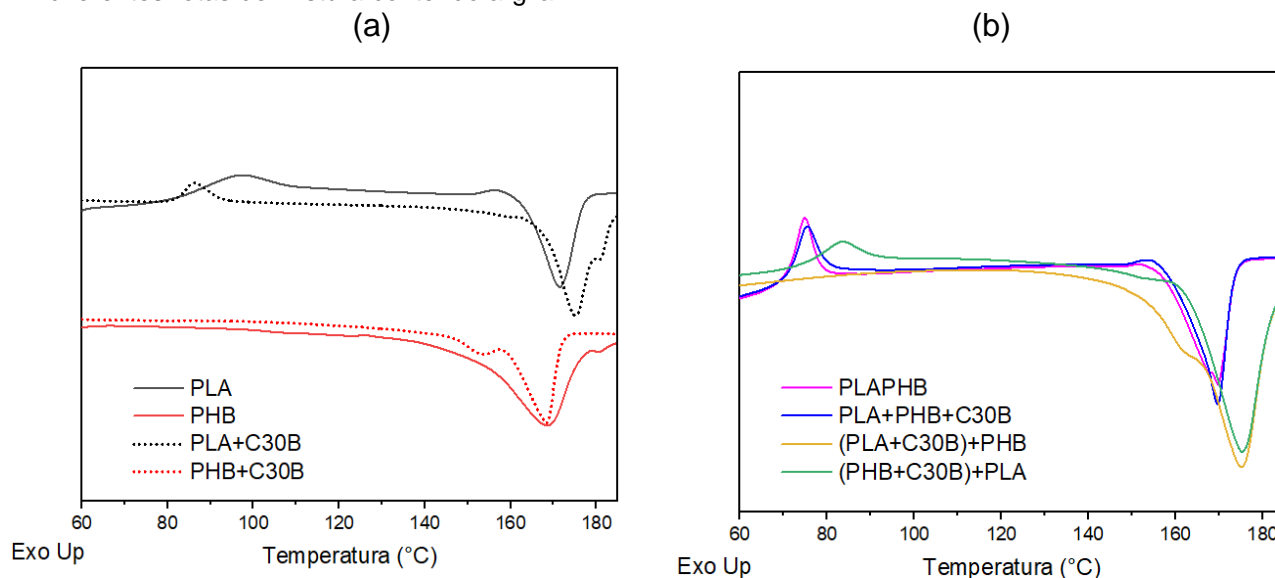 (a)
PLA
PHB
PLA+C30B
PHB+C30B
60 80 100 120 140 160 180
Exo Up
Temperatura (°C)
(b)
PLAPHB
PLA+PHB+C30B
(PLA+C30B)+PHB
(PHB+C30B)+PLA
60 80 100 120 140 160 180
Exo Up
Temperatura (°C)